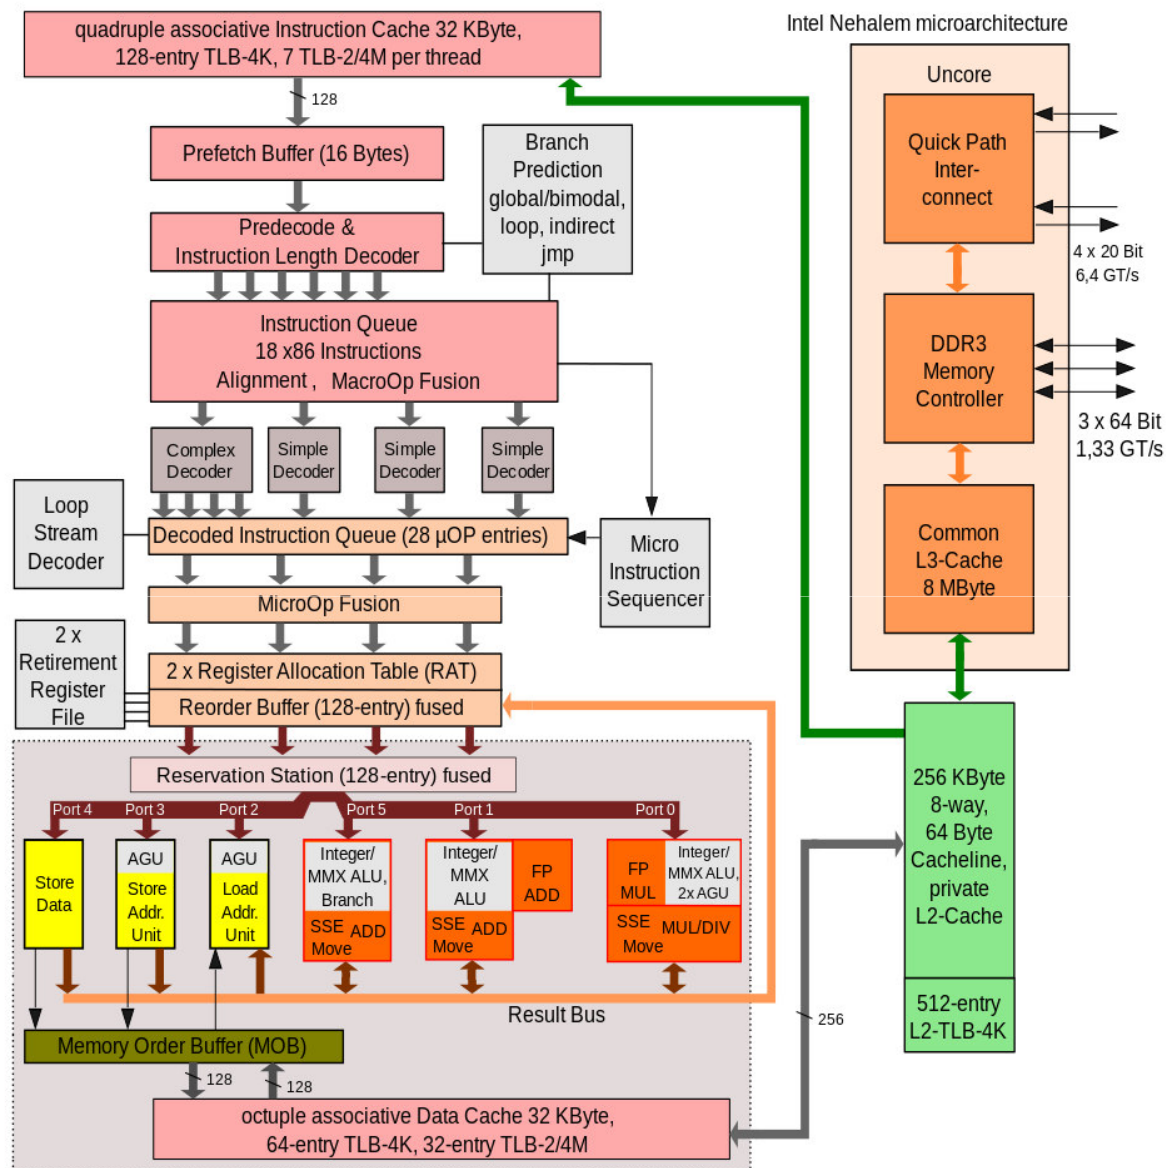 quadruple associative Instruction Cache 32 KByte,
128-entry TLB-4K, 7 TLB-2/4M per thread
128
Prefetch Buffer (16 Bytes)
Predecode &
Instruction Length Decoder
Branch
Prediction
global/bimodal,
loop, indirect
jmp
Instruction Queue
18 x86 Instructions
Alignment , MacroOp Fusion
Complex
Decoder
Simple
Decoder
Simple
Decoder
Simple
Decoder
Loop
Stream
Decoder
Decoded Instruction Queue (28 µOP entries)
Micro
Instruction
Sequencer
MicroOp Fusion
2 x
Retirement
Register
File
2 x Register Allocation Table (RAT)
Reorder Buffer (128-entry) fused
Reservation Station (128-entry) fused
Port 4
Port 3
Port 2
Port 5
Port 1
Port 0
Store
Data
AGU
Store
Addr.
Unit
AGU
Load
Addr.
Unit
Integer/
MMX ALU,
Branch
SSE ADD
Move
Integer/
MMX
ALU
FP
ADD
SSE ADD
Move
FP
MUL
Integer/
MMX ALU,
2x AGU
SSE MUL/DIV
Move
Result Bus
Memory Order Buffer (MOB)
128
128
octuple associative Data Cache 32 KByte,
64-entry TLB-4K, 32-entry TLB-2/4M
256
Intel Nehalem microarchitecture
Uncore
Quick Path
Inter-
connect
4 x 20 Bit
6,4 GT/s
DDR3
Memory
Controller
3 x 64 Bit
1,33 GT/s
Common
L3-Cache
8 MByte
256 KByte
8-way,
64 Byte
Cacheline,
private
L2-Cache
512-entry
L2-TLB-4K